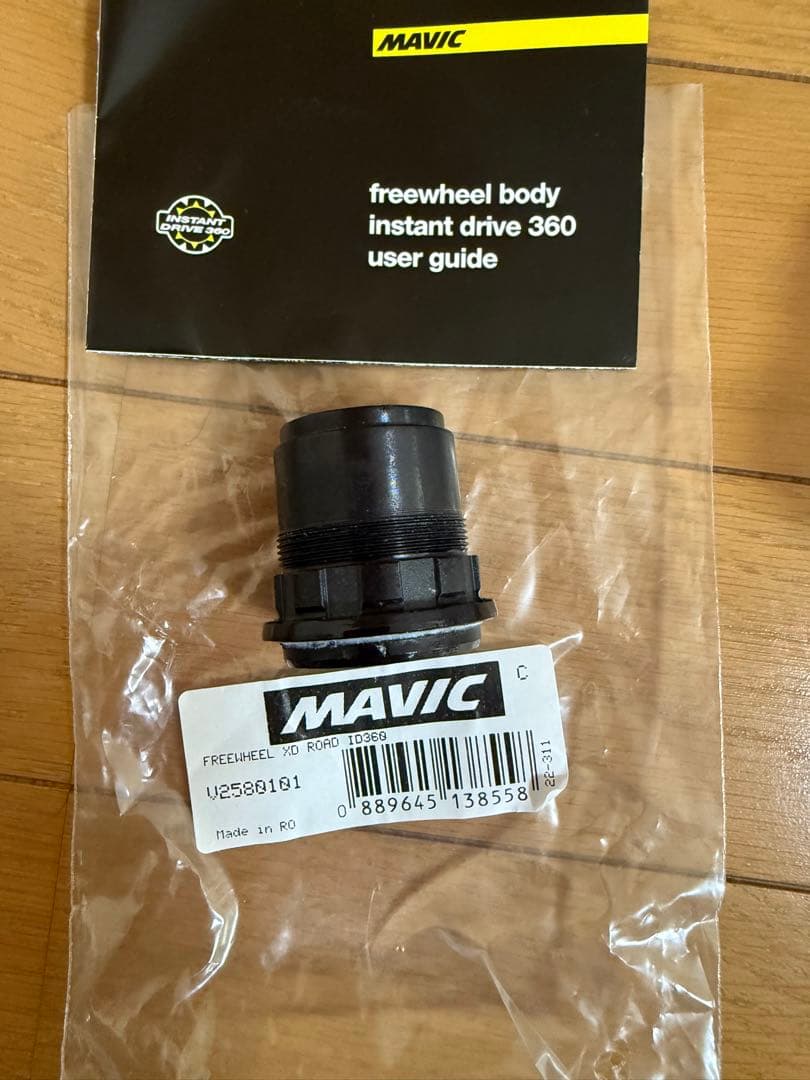 MAVIC
freewheel body
instant drive 360
user guide
INSTANT
DRIVE 360
MAVIC
C
FREEWHEEL XD ROAD ID360
V2580101
0 889645 138558
22-311
Made in RO